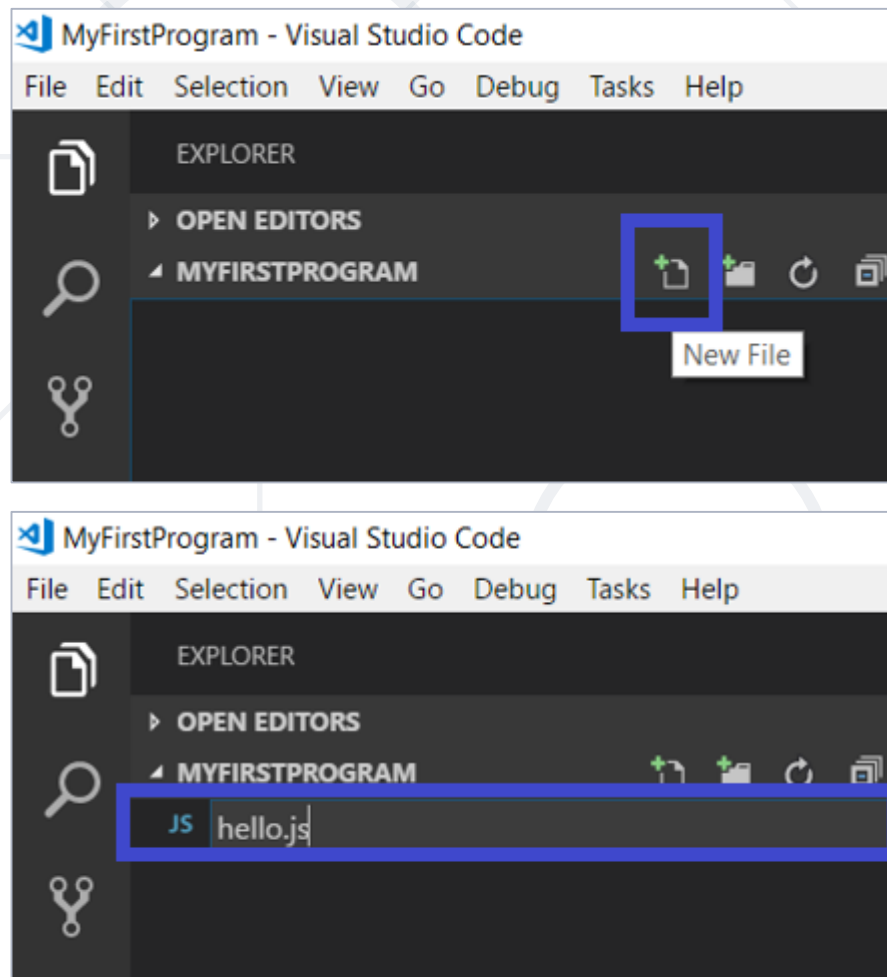 MyFirstProgram - Visual Studio Code
File Edit Selection View Go Debug Tasks Help
EXPLORER
OPEN EDITORS
MYFIRSTPROGRAM
New File
MyFirstProgram - Visual Studio Code
File Edit Selection View Go Debug Tasks Help
EXPLORER
OPEN EDITORS
MYFIRSTPROGRAM
JS hello.js